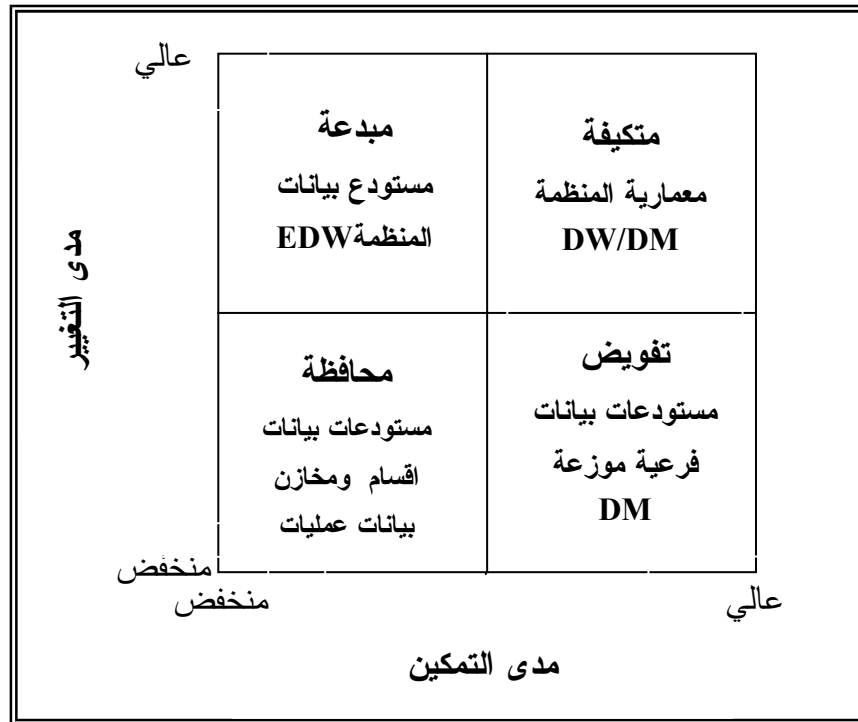 عالي
متكيفة
معمارية المنظمة
DW/DM
مبدعة
مستودع بيانات
المنظمةEDW
مدى التغيير
تفويض
مستودعات بيانات
فرعية موزعة
DM
محافظة
مستودعات بيانات
اقسام ومخازن
بيانات عمليات
منخفض
منخفض
عالي
مدى التمكين